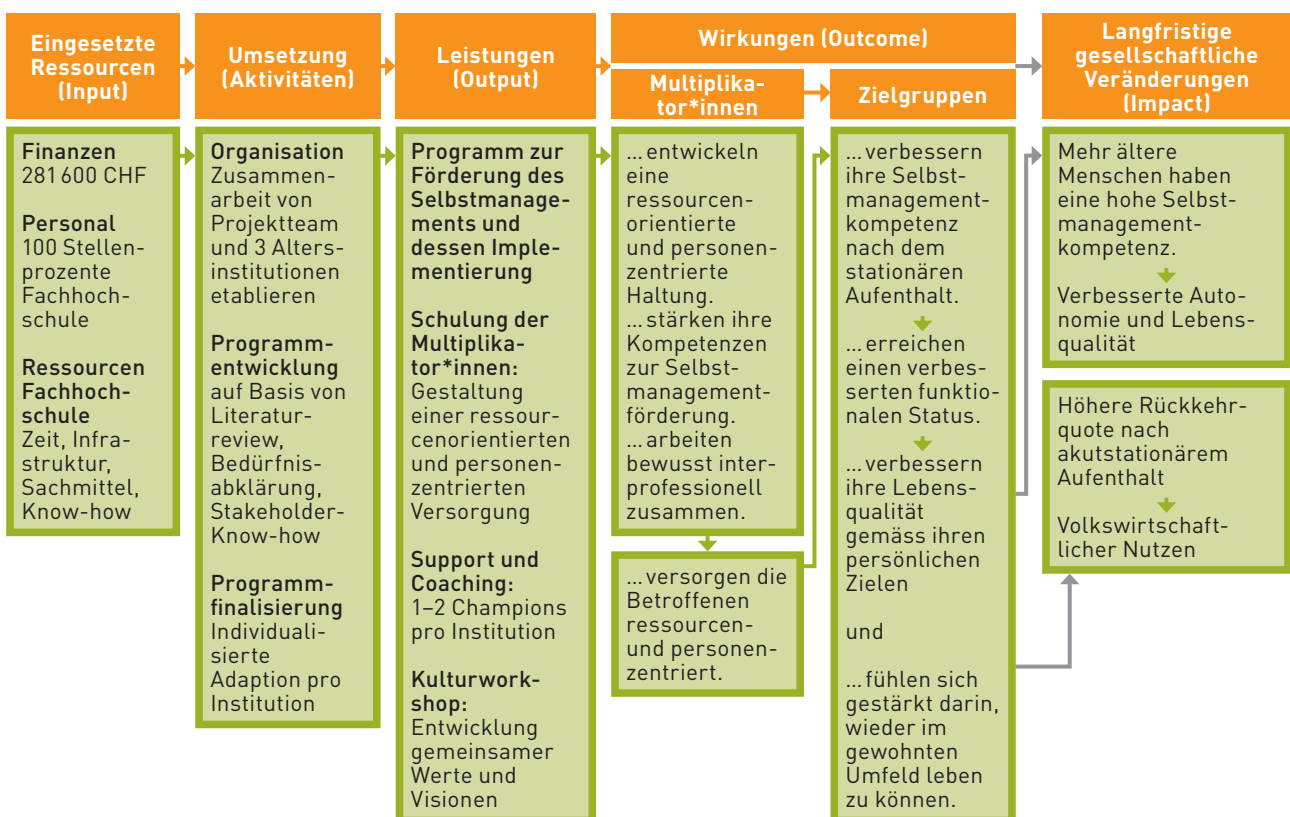 Eingesetzte
Ressourcen
(Input)
Umsetzung
(Aktivitäten)
Leistungen
(Output)
Wirkungen (Outcome)
Multiplika-
tor*innen
Zielgruppen
Langfristige
gesellschaftliche
Veränderungen
(Impact)
Finanzen
281 600 CHF
Personal
100 Stellen-
prozente
Fachhoch-
schule
Ressourcen
Fachhoch-
schule
Zeit, Infra-
struktur,
Sachmittel,
Know-how
Organisation
Zusammen-
arbeit von
Projektteam
und 3 Alters-
institutionen
etablieren
Programm-
entwicklung
auf Basis von
Literatur-
review,
Bedürfnis-
abklärung,
Stakeholder-
Know-how
Programm-
finalisierung
Individuali-
sierte
Adaption pro
Institution
Programm zur
Förderung des
Selbstmanage-
ments und
dessen Imple-
mentierung
Schulung der
Multiplika-
tor*innen:
Gestaltung
einer ressour-
cenorientierten
und personen-
zentrierten
Versorgung
Support und
Coaching:
1–2 Champions
pro Institution
Kulturwork-
shop:
Entwicklung
gemeinsamer
Werte und
Visionen
… entwickeln
eine
ressourcen-
orientierte
und personen-
zentrierte
Haltung.
… stärken ihre
Kompetenzen
zur Selbst-
management-
förderung.
… arbeiten
bewusst inter-
professionell
zusammen.
… versorgen die
Betroffenen
ressourcen-
und personen-
zentriert.
… verbessern
ihre Selbst-
management-
kompetenz
nach dem
stationären
Aufenthalt.
… erreichen
einen verbes-
serten funktio-
nalen Status.
… verbessern
ihre Lebens-
qualität
gemäss ihren
persönlichen
Zielen
und
… fühlen sich
gestärkt darin,
wieder im
gewohnten
Umfeld leben
zu können.
Mehr ältere
Menschen haben
eine hohe Selbst-
management-
kompetenz.
Verbesserte Auto-
nomie und Lebens-
qualität
Höhere Rückkehr-
quote nach
akutstationärem
Aufenthalt
Volkswirtschaft-
licher Nutzen